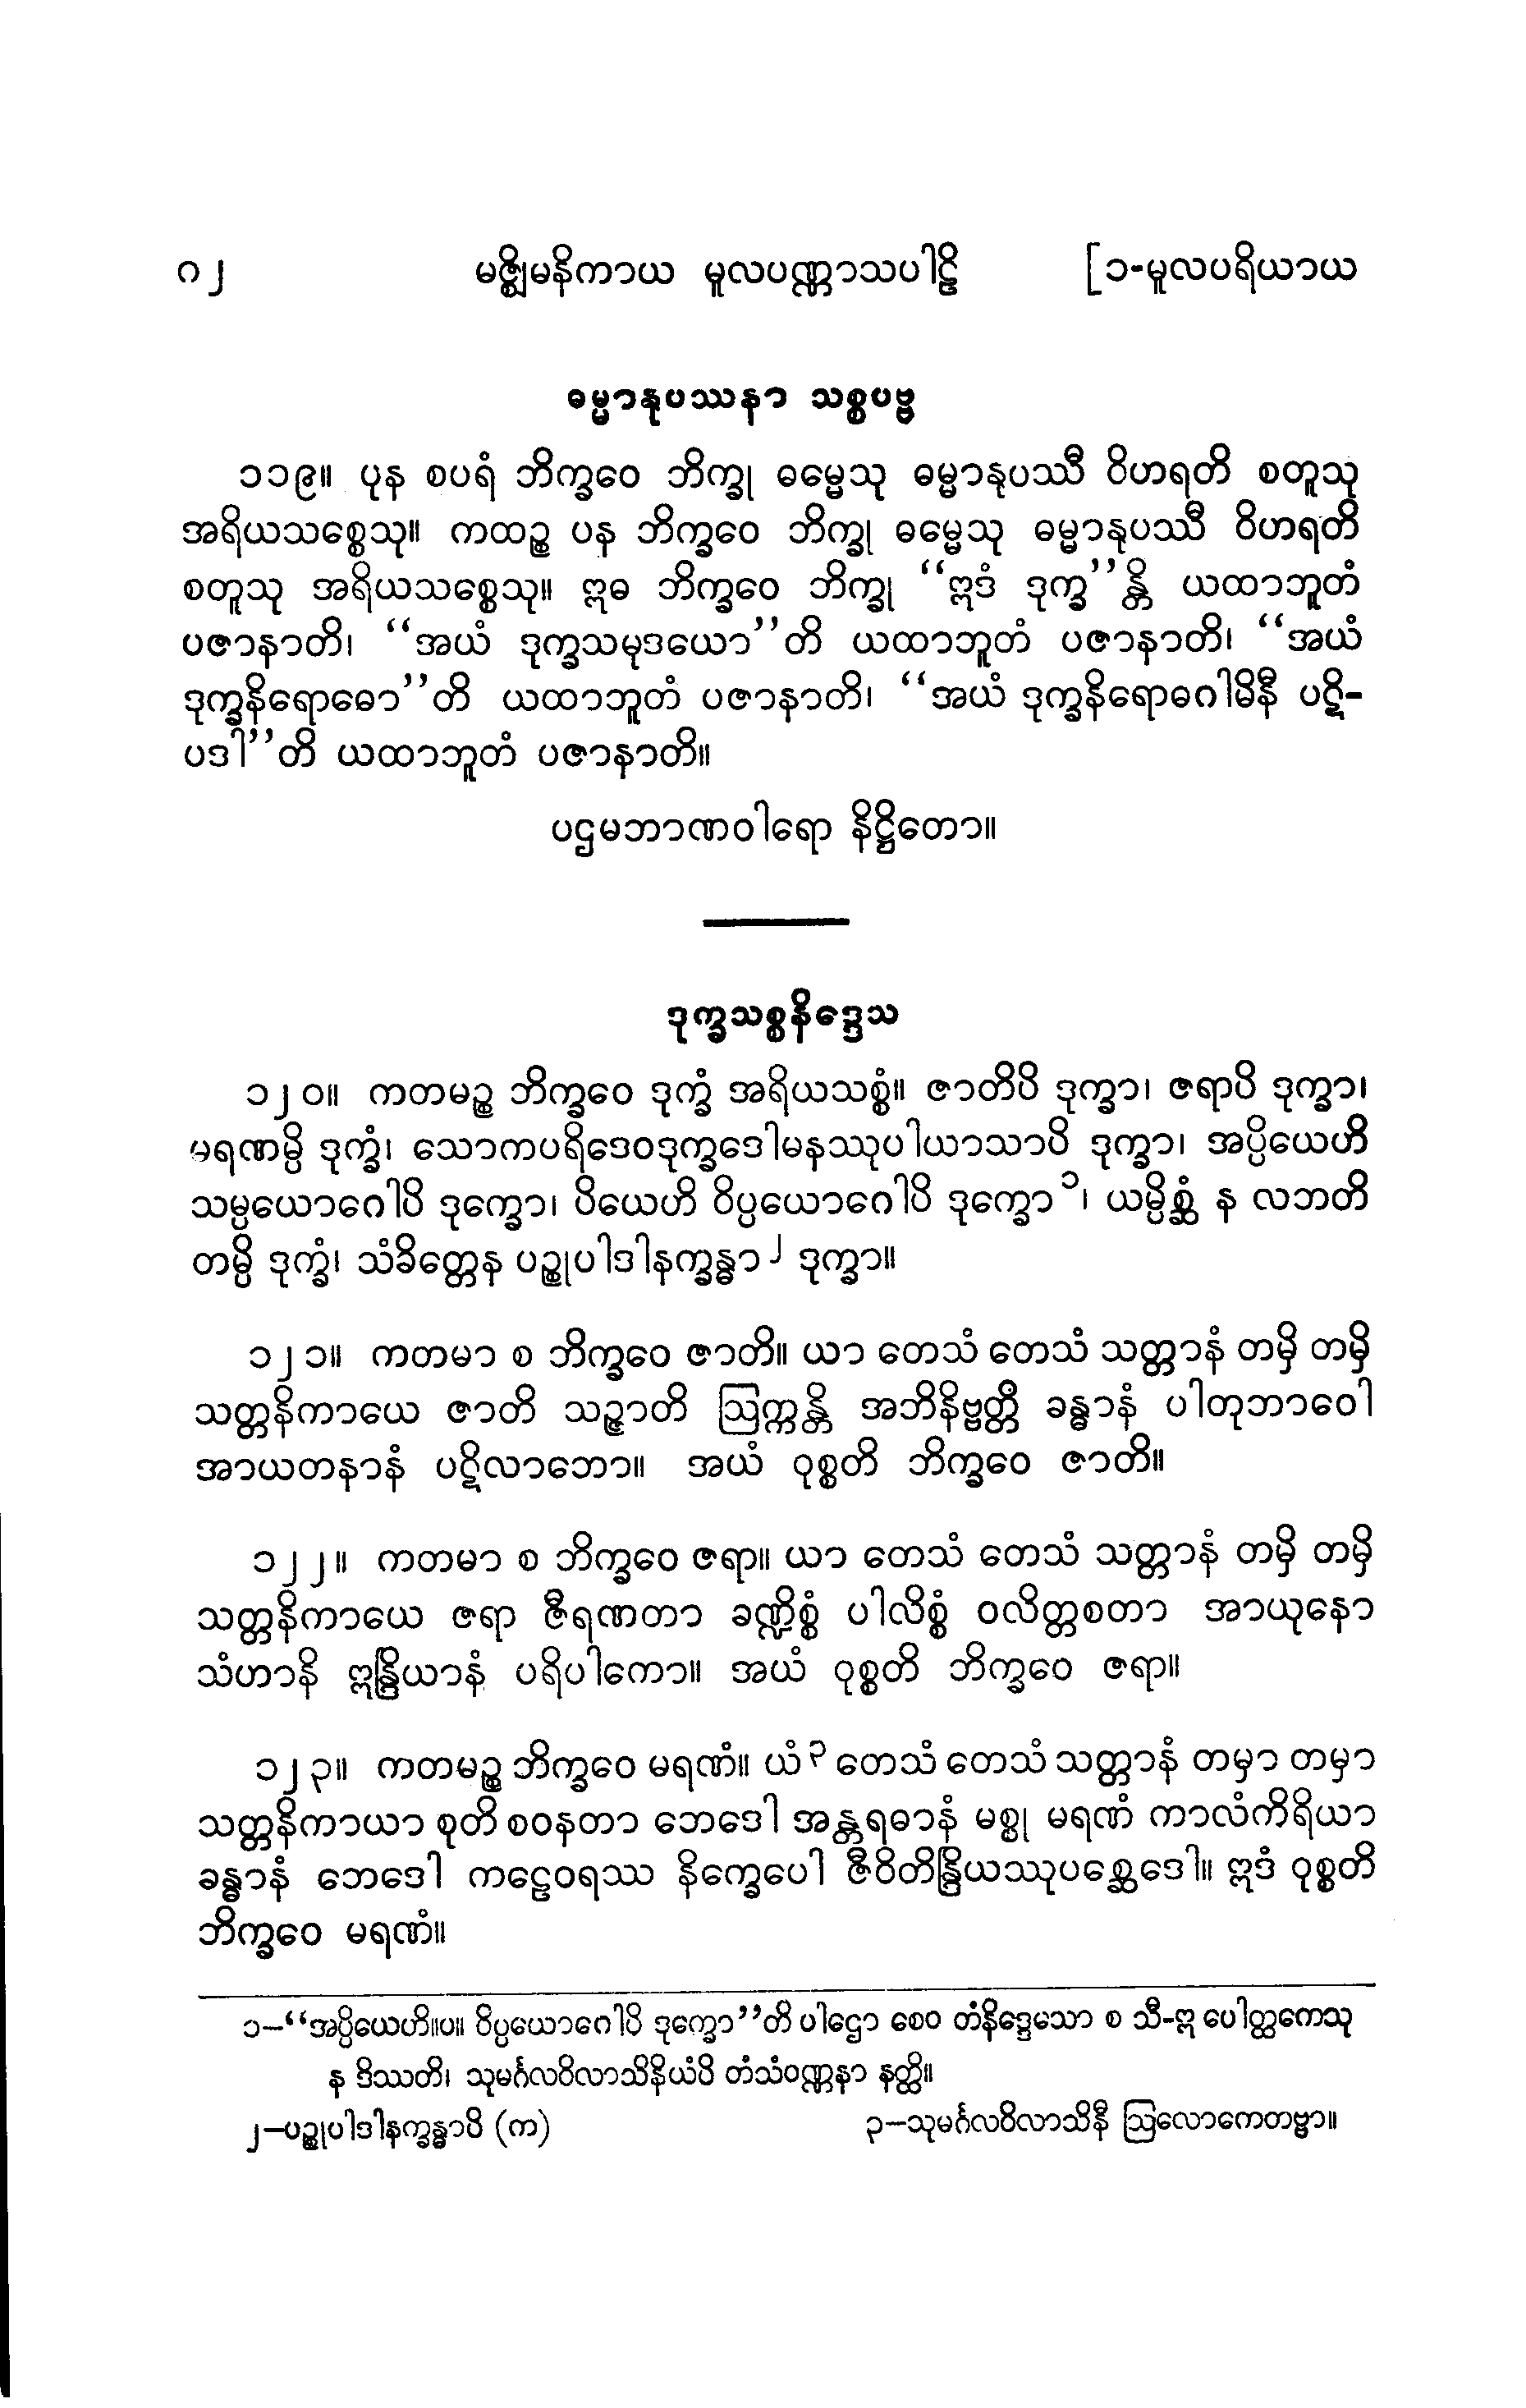 ၈၂ မဇ္ဈိမနိကာယ မူလပဏ္ဏာသပါဠိ [၁-မူလပရိယာယ
ဓမ္မာနုပဿနာ သစ္စပဗ္ဗ
၁၁၉။ ပုန စပရံ ဘိက္ခဝေ ဘိက္ခု ဓမ္မေသု ဓမ္မာနုပဿီ ဝိဟရတိ စတူသု
အရိယသစ္စေသု။ ကထဉ္စ ပန ဘိက္ခဝေ ဘိက္ခု ဓမ္မေသု ဓမ္မာနုပဿီ ဝိဟရတိ
စတူသု အရိယသစ္စေသု။ ဣဓ ဘိက္ခဝေ ဘိက္ခု “ဣဒံ ဒုက္ခ”န္တိ ယထာဘူတံ
ပဇာနာတိ၊ “အယံ ဒုက္ခသမုဒယော”တိ ယထာဘူတံ ပဇာနာတိ၊ “အယံ
ဒုက္ခနိရောဓော”တိ ယထာဘူတံ ပဇာနာတိ၊ “အယံ ဒုက္ခနိရောဓဂါမိနီ ပဋိ-
ပဒါ”တိ ယထာဘူတံ ပဇာနာတိ။
ပဌမဘာဏဝါရော နိဋ္ဌိတော။
ဒုက္ခသစ္စနိဒ္ဒေသ
၁၂၀။ ကတမဉ္စ ဘိက္ခဝေ ဒုက္ခံ အရိယသစ္စံ။ ဇာတိပိ ဒုက္ခာ၊ ဇရာပိ ဒုက္ခာ၊
မရဏမ္ပိ ဒုက္ခံ၊ သောကပရိဒေဝဒုက္ခဒေါမနဿုပါယာသာပိ ဒုက္ခာ၊ အပ္ပိယေဟိ
သမ္ပယောဂေါပိ ဒုက္ခော၊ ပိယေဟိ ဝိပ္ပယောဂေါပိ ဒုက္ခော၁၊ ယမ္ပိစ္ဆံ န လဘတိ
တမ္ပိ ဒုက္ခံ၊ သံခိတ္တေန ပဉ္စုပါဒါနက္ခန္ဓာ၂ ဒုက္ခာ။
၁၂၁။ ကတမာ စ ဘိက္ခဝေ ဇာတိ။ ယာ တေသံ တေသံ သတ္တာနံ တမှိ တမှိ
သတ္တနိကာယေ ဇာတိ သဉ္ဇာတိ ဩက္ကန္တိ အဘိနိဗ္ဗတ္တိ ခန္ဓာနံ ပါတုဘာဝေါ
အာယတနာနံ ပဋိလာဘော။ အယံ ဝုစ္စတိ ဘိက္ခဝေ ဇာတိ။
၁၂၂။ ကတမာ စ ဘိက္ခဝေ ဇရာ။ ယာ တေသံ တေသံ သတ္တာနံ တမှိ တမှိ
သတ္တနိကာယေ ဇရာ ဇီရဏတာ ခဏ္ဍိစ္စံ ပါလိစ္စံ ဝလိတ္တစတာ အာယုနော
သံဟာနိ ဣန္ဒြိယာနံ ပရိပါကော။ အယံ ဝုစ္စတိ ဘိက္ခဝေ ဇရာ။
၁၂၃။ ကတမဉ္စ ဘိက္ခဝေ မရဏံ။ ယံ၃ တေသံ တေသံ သတ္တာနံ တမှာ တမှာ
သတ္တနိကာယာ စုတိ စဝနတာ ဘေဒေါ အန္တရဓာနံ မစ္စု မရဏံ ကာလံကိရိယာ
ခန္ဓာနံ ဘေဒေါ ကဠေဝရဿ နိက္ခေပေါ ဇီဝိတိန္ဒြိယဿုပစ္ဆေဒေါ။ ဣဒံ ဝုစ္စတိ
ဘိက္ခဝေ မရဏံ။
၁–“အပ္ပိယေဟိ။ပ။ ဝိပ္ပယောဂေါပိ ဒုက္ခော”တိ ပါဌော စေဝ တံနိဒ္ဒေသော စ သီ-ဣ ပေါတ္ထကေသု
န ဒိဿတိ၊ သုမင်္ဂလဝိလာသိနိယံပိ တံသံဝဏ္ဏနာ နတ္ထိ။
၂–ပဉ္စုပါဒါနက္ခန္ဓာပိ (က) ၃–သုမင်္ဂလဝိလာသိနီ ဩလောကေတဗ္ဗာ။